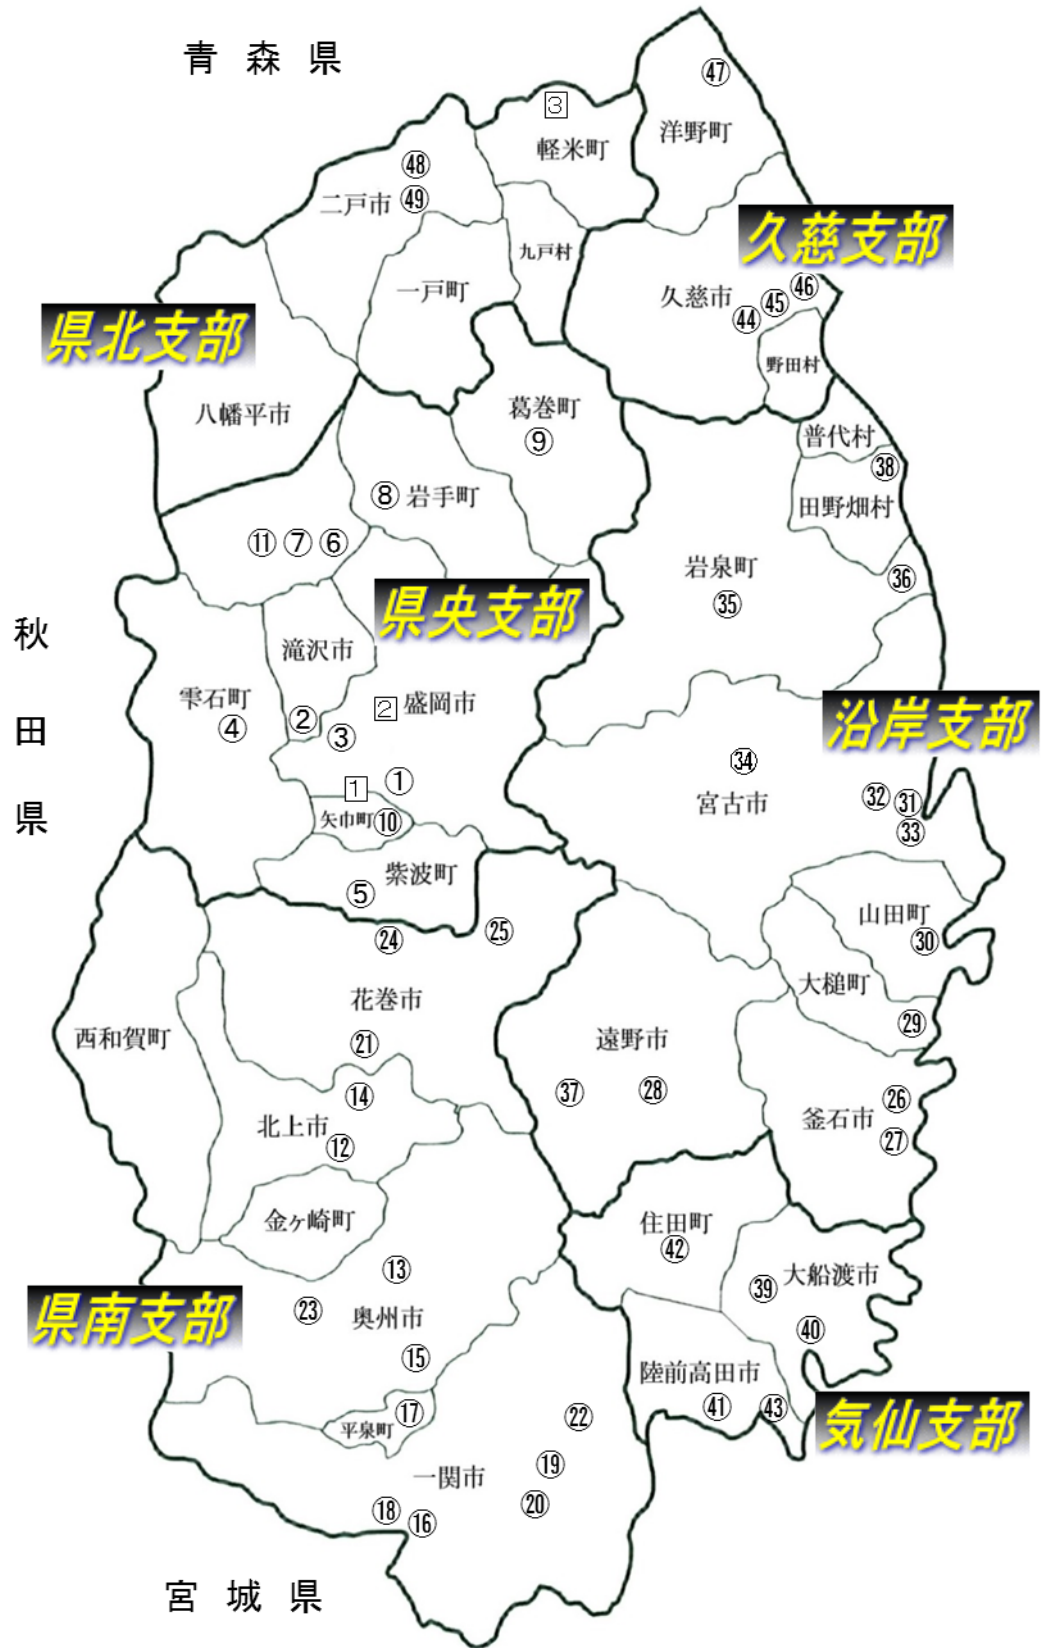 青森県
㊼
3
洋野町
軽米町
㊽
二戸市
㊾
久慈支部
九戸村
一戸町
久慈市
㊻
㊺
㊹
県北支部
野田村
葛巻町
八幡平市
⑨
普代村
㊳
⑧
岩手町
田野畑村
⑪
⑦
⑥
岩泉町
㊱
㉟
県央支部
秋田県
滝沢市
雫石町
2
盛岡市
②
③
④
沿岸支部
㉞
宮古市
㉜
㉛
㉝
①
1
矢巾町
⑩
紫波町
⑤
山田町
㉚
㉕
㉔
大槌町
花巻市
㉙
西和賀町
㉑
遠野市
㊲
㉘
㉖
釜石市
㉗
⑭
北上市
⑫
金ヶ崎町
住田町
㊷
⑬
大船渡市
㊴
県南支部
㉓
奥州市
㊵
⑮
陸前高田市
㊶
㊸
気仙支部
⑰
平泉町
㉒
一関市
⑲
⑳
⑱
⑯
宮城県